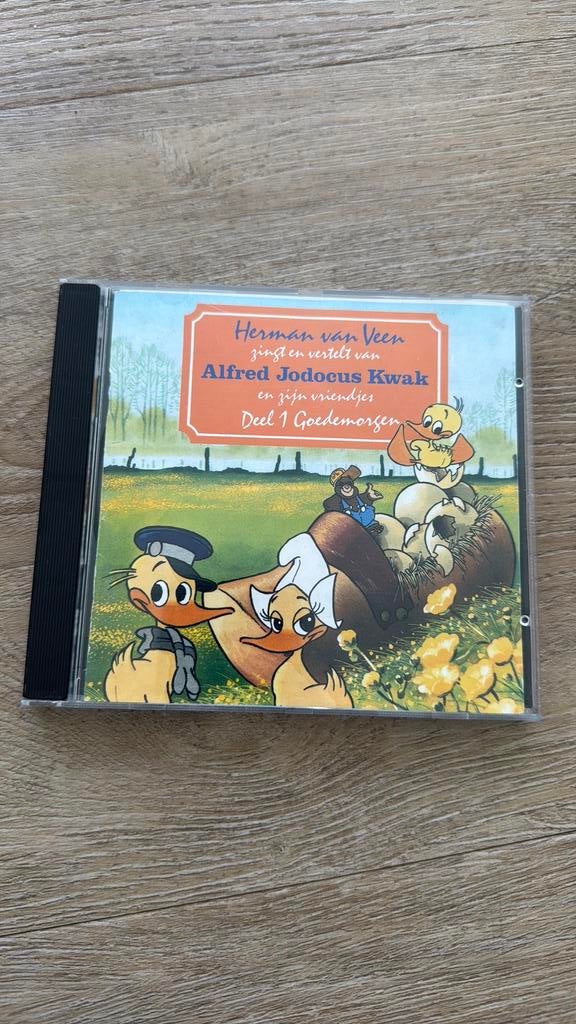 Herman van Veen
zingt en vertelt van
Alfred Jodocus Kwak
en zijn vriendjes
Deel 1 Goedemorgen